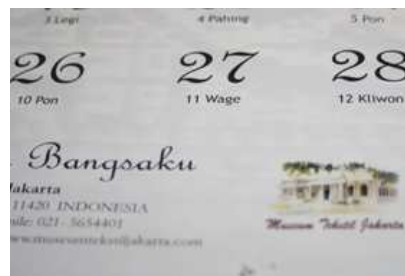 3 Legi 4 Pahing 5 Pon
26 27 28
10 Pon 11 Wage 12 Kliwon
Bangsaku
Jakarta
11420 INDONESIA
021- 5654401
Museum Tekstil Jakarta